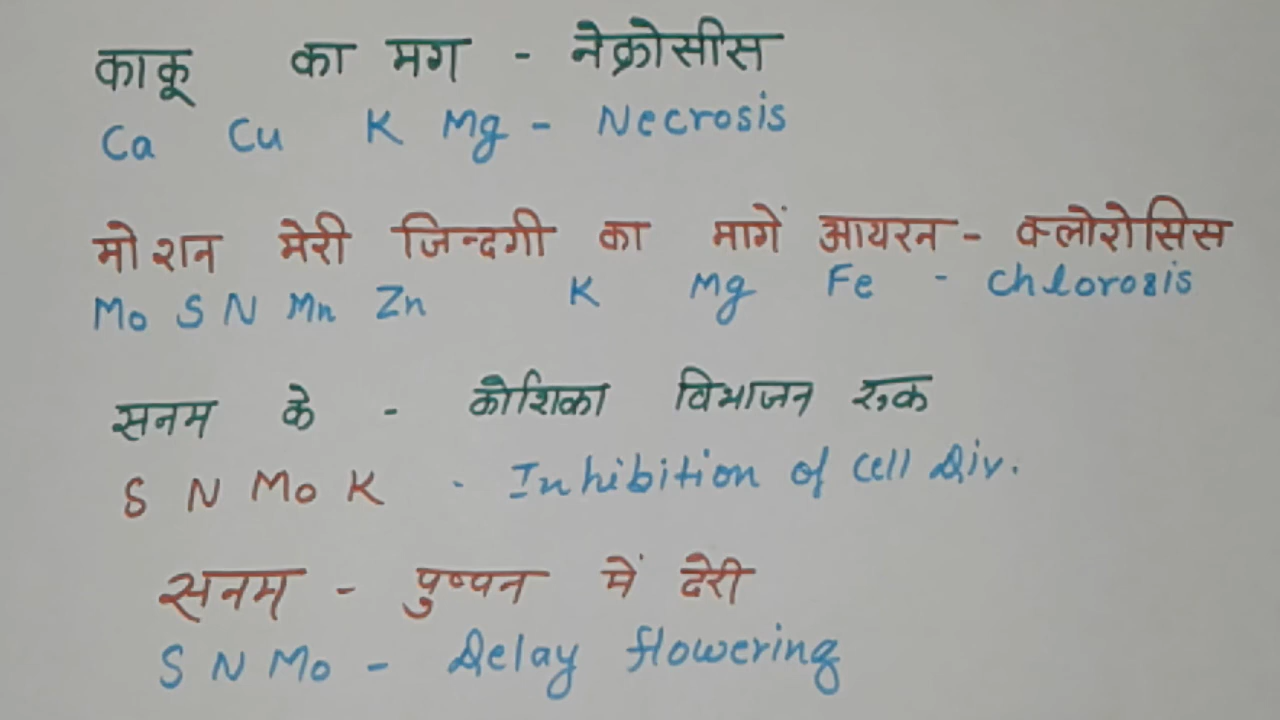 काकू का मग - नेक्रोसीस
Ca Cu K Mg - Necrosis
मो शन मेरी जिन्दगी का मागें आयरन - क्लोरोसिस
Mo S N Mn Zn K Mg Fe - Chlorosis
सनम के - कोशिका विभाजन रुक
S N Mo K - Inhibition of Cell Div.
सनम - पुष्पन में देरी
S N Mo - Delay flowering